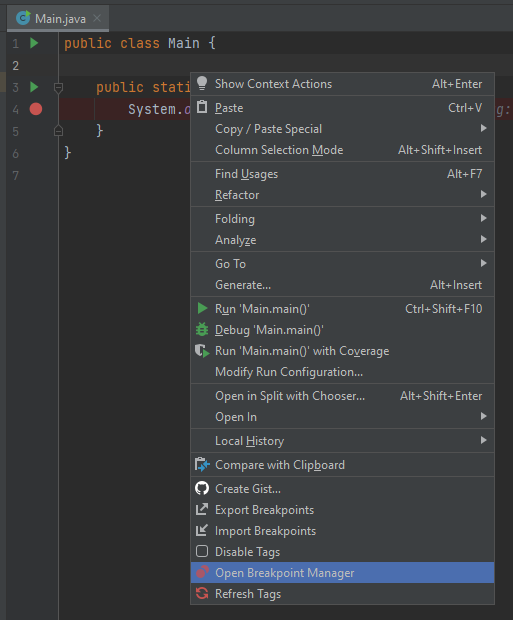 Main.java
1 public class Main {
2
3 public stati
4 System.o g:
5 }
6 }
7
Show Context Actions Alt+Enter
Paste Ctrl+V
Copy / Paste Special
Column Selection Mode Alt+Shift+Insert
Find Usages Alt+F7
Refactor
Folding
Analyze
Go To
Generate... Alt+Insert
Run 'Main.main()' Ctrl+Shift+F10
Debug 'Main.main()'
Run 'Main.main()' with Coverage
Modify Run Configuration...
Open in Split with Chooser... Alt+Shift+Enter
Open In
Local History
Compare with Clipboard
Create Gist...
Export Breakpoints
Import Breakpoints
Disable Tags
Open Breakpoint Manager
Refresh Tags